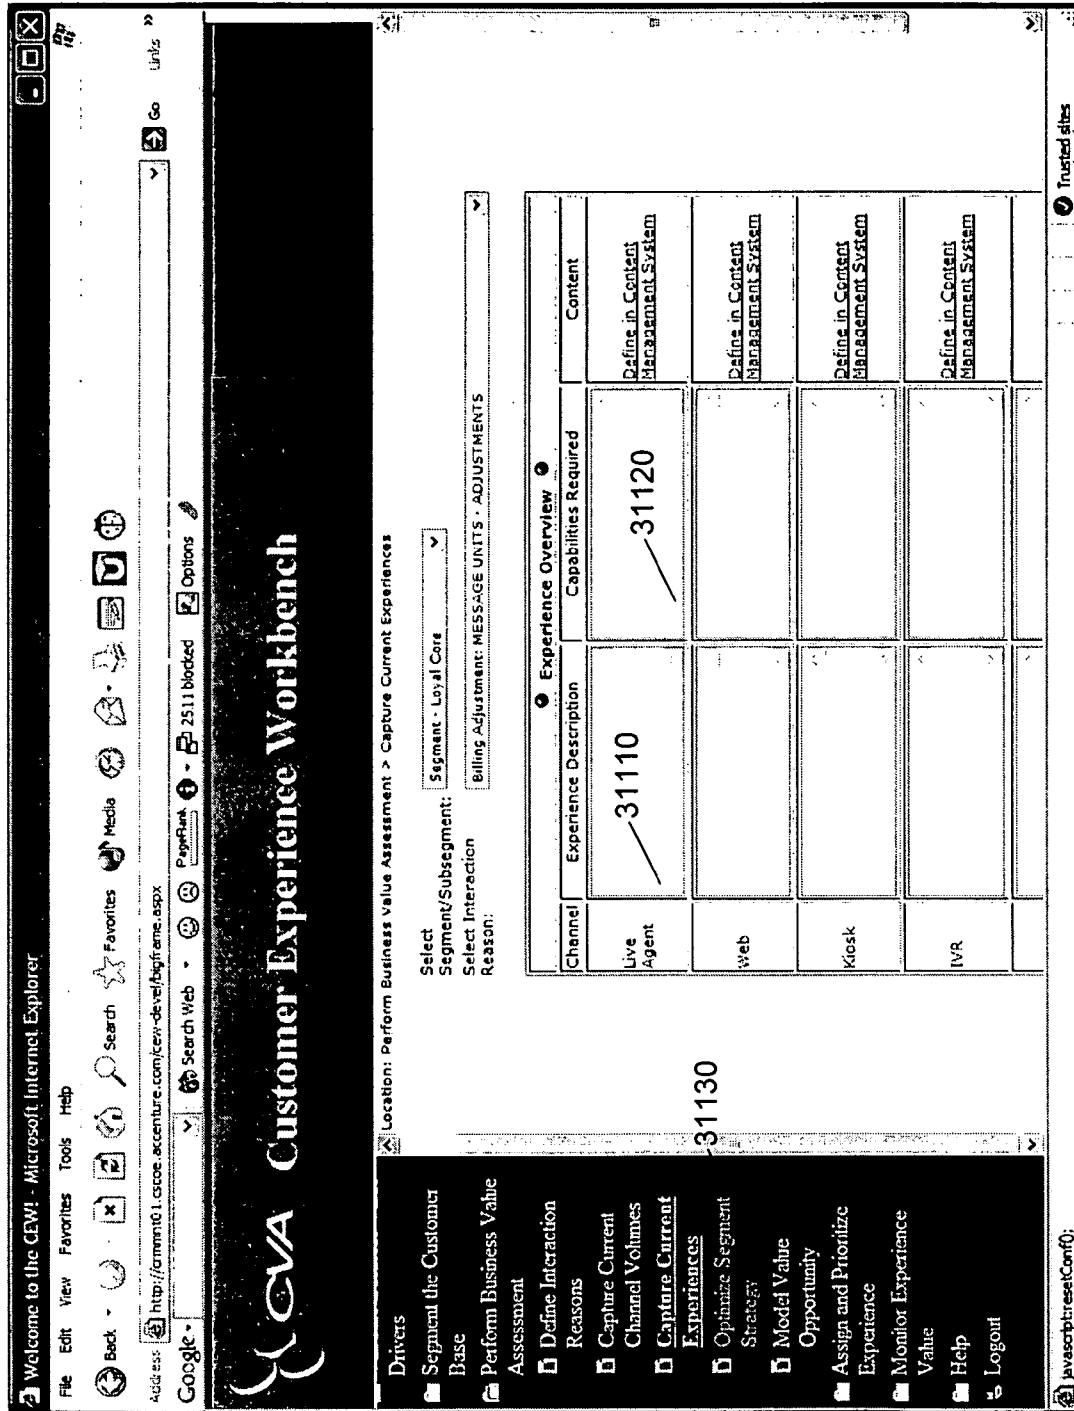 Welcome to the CEW! - Microsoft Internet Explorer
File Edit View Favorites Tools Help
Back Search Favorites Media
Address http://crmmnt01.cscoe.accenture.com/cew-devel/bigframe.aspx Go Links »
Google Search Web PageRank 2511 blocked Options
CVA Customer Experience Workbench
Drivers
Segment the Customer
Base
Perform Business Value
Assessment
Define Interaction
Reasons
Capture Current
Channel Volumes
Capture Current
Experiences
Optimize Segment
Strategy
Model Value
Opportunity
Assign and Prioritize
Experience
Monitor Experience
Value
Help
Logout
31130
Location: Perform Business Value Assessment > Capture Current Experiences
Select
Segment/Subsegment: Segment - Loyal Core
Select Interaction
Reason: Billing Adjustment: MESSAGE UNITS - ADJUSTMENTS
Experience Overview
Channel Experience Description Capabilities Required Content
Live
Agent
31110
31120
Define in Content
Management System
Web
Define in Content
Management System
Kiosk
Define in Content
Management System
IVR
Define in Content
Management System
javascript:resetConf(); Trusted sites